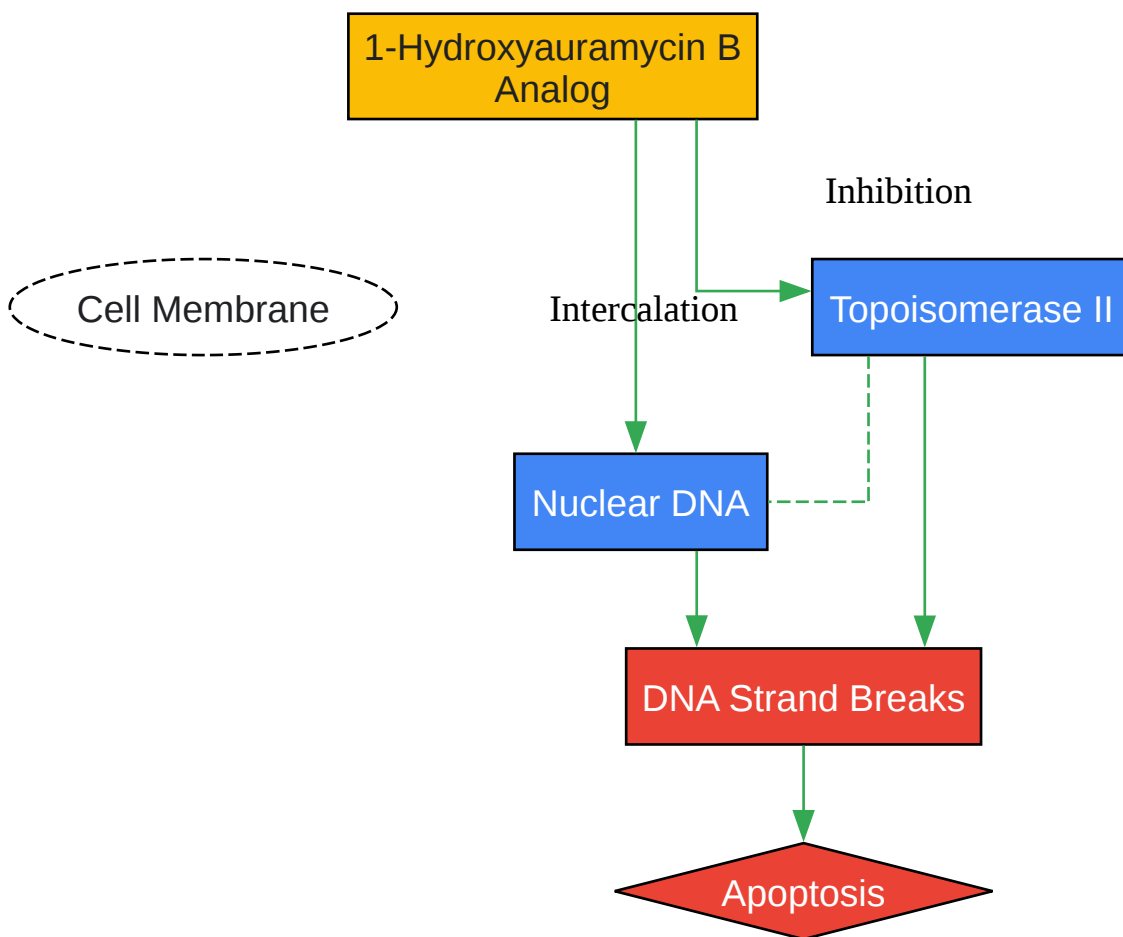 1-Hydroxyauramycin B
Analog
Inhibition
Cell Membrane
Intercalation
Topoisomerase II
Nuclear DNA
DNA Strand Breaks
Apoptosis